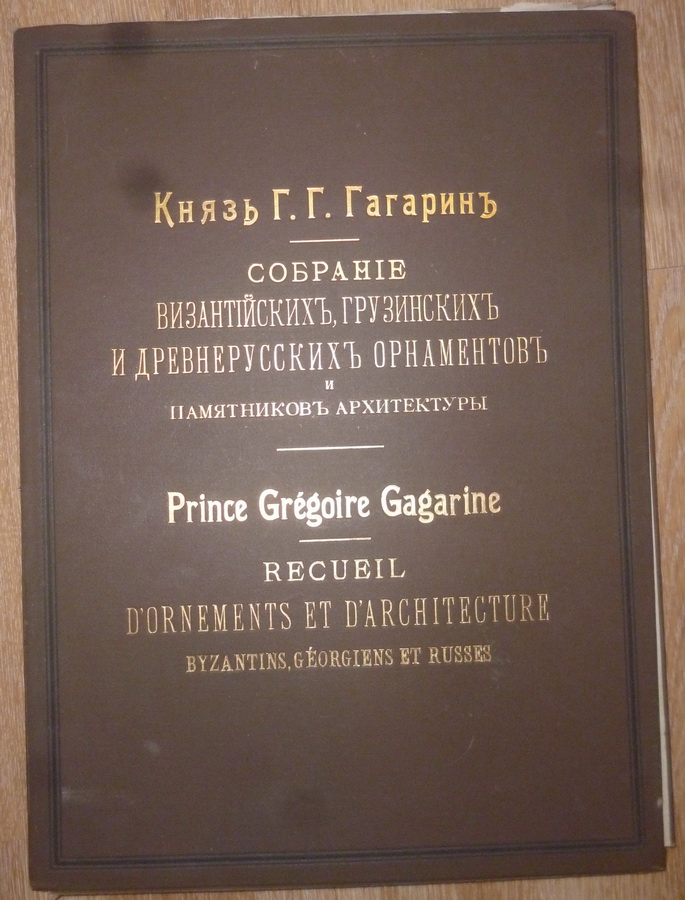 Князь Г. Г. Гагаринъ
СОБРАНІЕ
ВИЗАНТІЙСКИХЪ, ГРУЗИНСКИХЪ
И ДРЕВНЕРУССКИХЪ ОРНАМЕНТОВЪ
И
ПАМЯТНИКОВЪ АРХИТЕКТУРЫ
Prince Grégoire Gagarine
RECUEIL
D'ORNEMENTS ET D'ARCHITECTURE
BYZANTINS, GÉORGIENS ET RUSSES